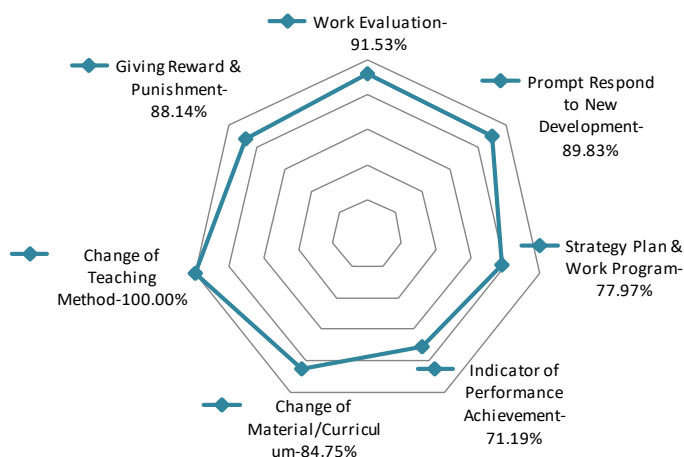 Work Evaluation-
91.53%
Prompt Respond
to New
Development-
89.83%
Strategy Plan &
Work Program-
77.97%
Indicator of
Performance
Achievement-
71.19%
Change of
Material/Curricul
um-84.75%
Change of
Teaching
Method-100.00%
Giving Reward &
Punishment-
88.14%